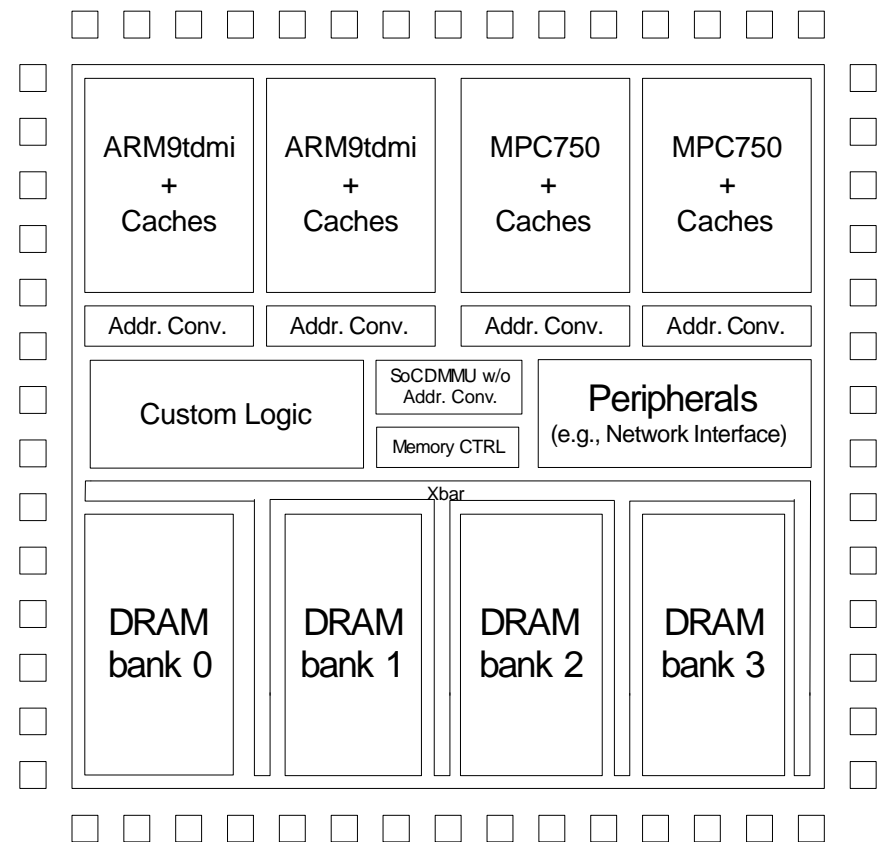 ARM9tdmi
+
Caches
ARM9tdmi
+
Caches
MPC750
+
Caches
MPC750
+
Caches
Addr. Conv.
Addr. Conv.
Addr. Conv.
Addr. Conv.
Custom Logic
SoCDMMU w/o
Addr. Conv.
Memory CTRL
Peripherals
(e.g., Network Interface)
Xbar
DRAM
bank 0
DRAM
bank 1
DRAM
bank 2
DRAM
bank 3